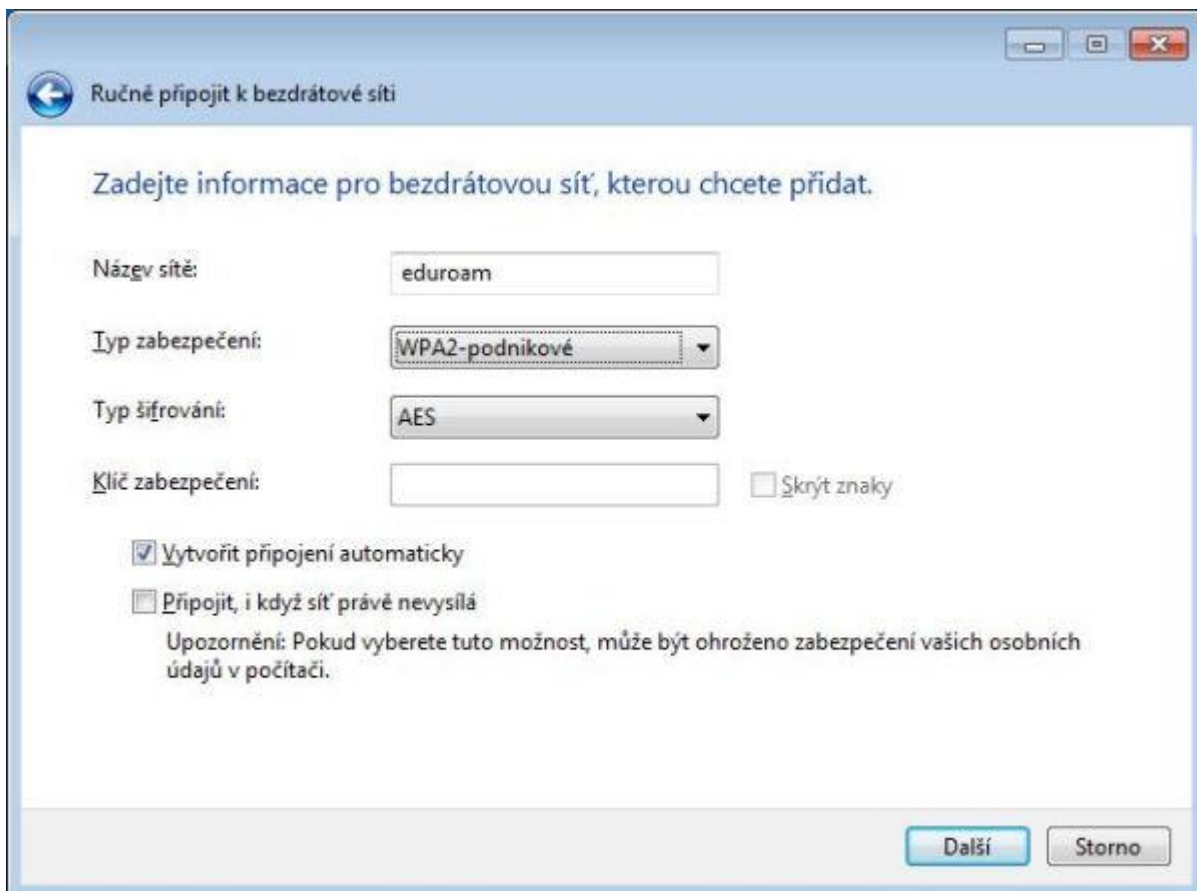 Ručně připojit k bezdrátové síti
Zadejte informace pro bezdrátovou síť, kterou chcete přidat.
Název sítě: eduroam
Typ zabezpečení: WPA2-podnikové
Typ šifrování: AES
Klíč zabezpečení: Skrýt znaky
Vytvořit připojení automaticky
Připojit, i když síť právě nevysílá
Upozornění: Pokud vyberete tuto možnost, může být ohroženo zabezpečení vašich osobních
údajů v počítači.
Další Storno